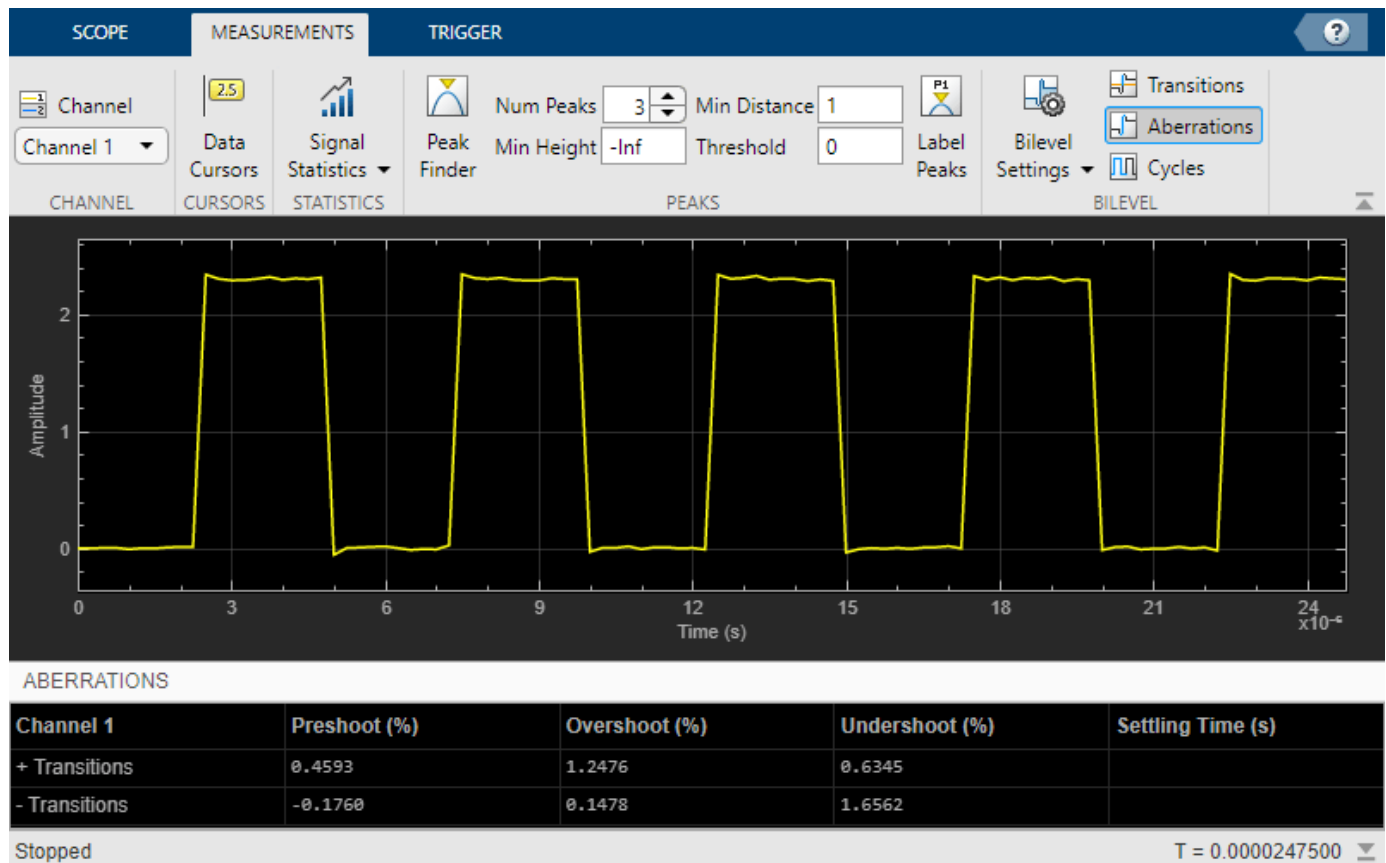 SCOPE MEASUREMENTS TRIGGER ?
Channel
Channel 1
CHANNEL
2.5
Data
Cursors
CURSORS
Signal
Statistics
STATISTICS
Peak
Finder
Num Peaks 3 Min Distance 1
Min Height -Inf Threshold 0
P1
Label
Peaks
PEAKS
Bilevel
Settings
Transitions
Aberrations
Cycles
BILEVEL
Amplitude
2
1
0
0 3 6 9 12 15 18 21 24
x10⁻⁶
Time (s)
ABERRATIONS
Channel 1 Preshoot (%) Overshoot (%) Undershoot (%) Settling Time (s)
+ Transitions 0.4593 1.2476 0.6345
- Transitions -0.1760 0.1478 1.6562
Stopped T = 0.0000247500